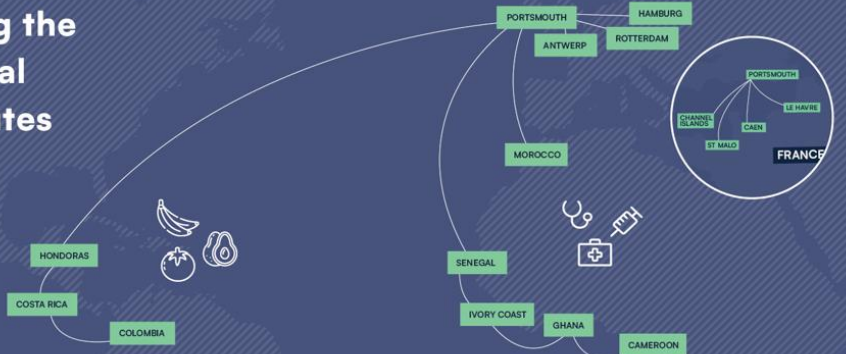 g the
al
tes
PORTSMOUTH
HAMBURG
ANTWERP
ROTTERDAM
PORTSMOUTH
LE HAVRE
CHANNEL
ISLANDS
CAEN
ST MALO
FRANCE
MOROCCO
HONDORAS
SENEGAL
COSTA RICA
IVORY COAST
COLOMBIA
GHANA
CAMEROON